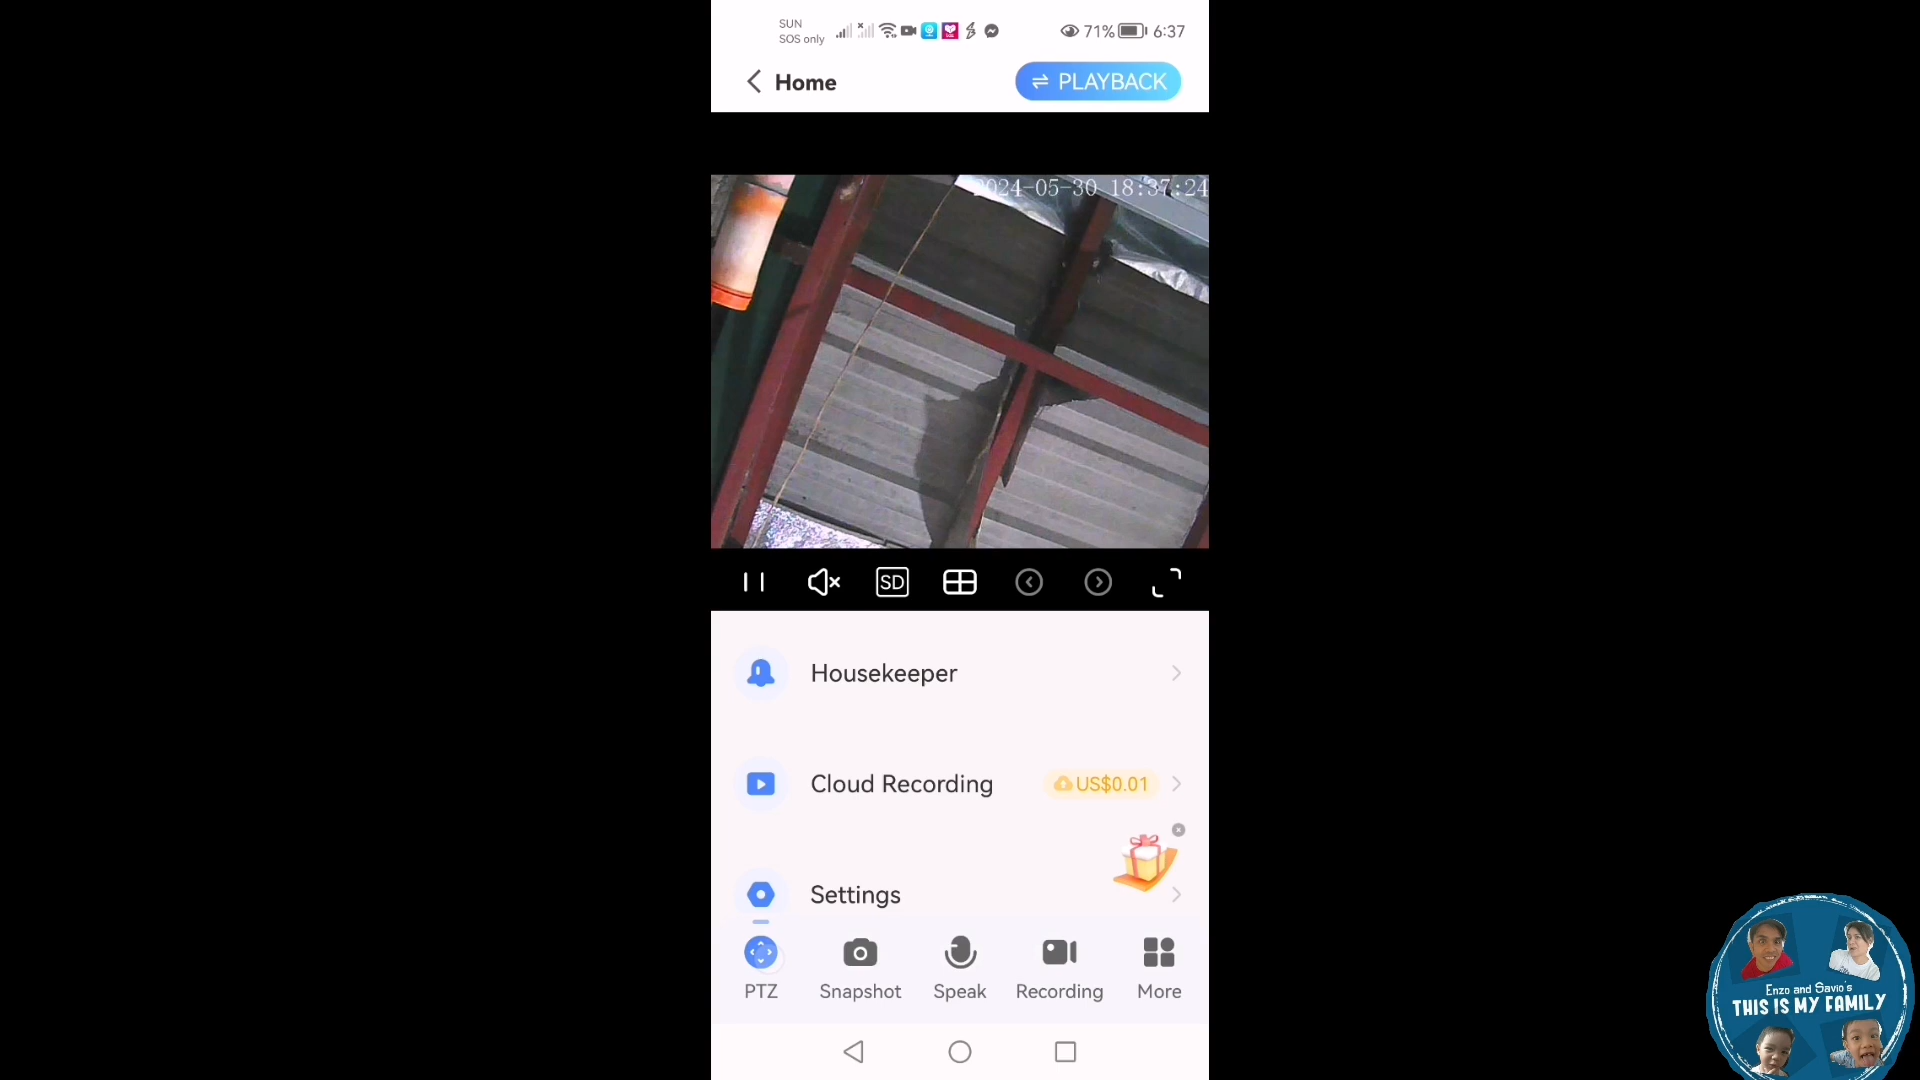 SUN
SOS only
71%
6:37
Home
PLAYBACK
2024-05-30 18:37:24
SD
Housekeeper
Cloud Recording
US$0.01
Settings
PTZ
Snapshot
Speak
Recording
More
Enzo and Savio's
THIS IS MY FAMILY